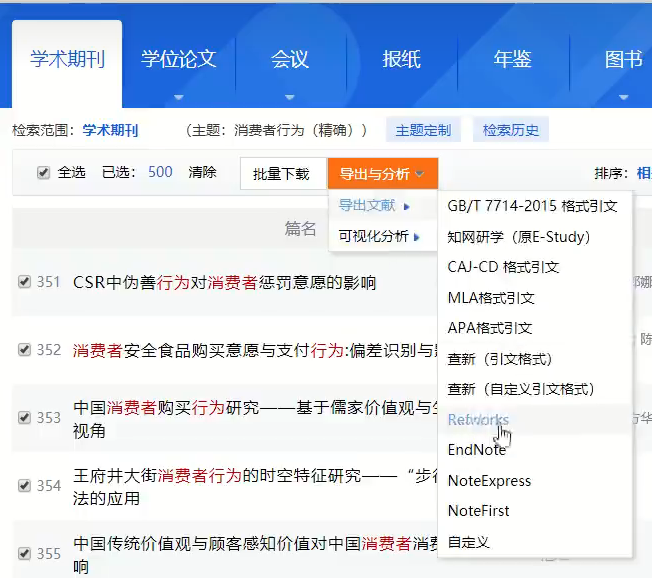 学术期刊 学位论文 会议 报纸 年鉴 图书
检索范围：学术期刊 （主题：消费者行为（精确）） 主题定制 检索历史
全选 已选：500 清除 批量下载 导出与分析 排序：
导出文献
可视化分析
GB/T 7714-2015 格式引文
知网研学（原E-Study）
CAJ-CD 格式引文
MLA格式引文
APA格式引文
查新（引文格式）
查新（自定义引文格式）
Refworks
EndNote
NoteExpress
NoteFirst
自定义
篇名
351 CSR中伪善行为对消费者惩罚意愿的影响
352 消费者安全食品购买意愿与支付行为:偏差识别与
陈
353 中国消费者购买行为研究——基于儒家价值观与
视角
354 王府井大街消费者行为的时空特征研究——“步行
法的应用
355 中国传统价值观与顾客感知价值对中国消费者消费
响